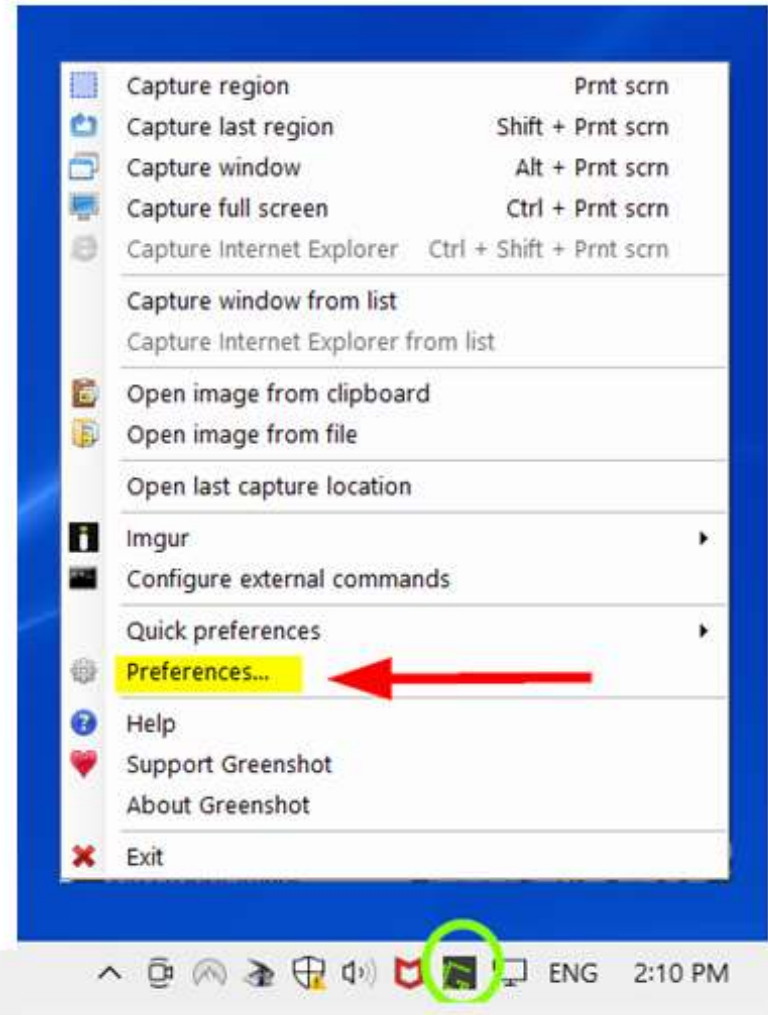 Capture region Prnt scrn
Capture last region Shift + Prnt scrn
Capture window Alt + Prnt scrn
Capture full screen Ctrl + Prnt scrn
Capture Internet Explorer Ctrl + Shift + Prnt scrn
Capture window from list
Capture Internet Explorer from list
Open image from clipboard
Open image from file
Open last capture location
Imgur
Configure external commands
Quick preferences
Preferences...
Help
Support Greenshot
About Greenshot
Exit
ENG 2:10 PM